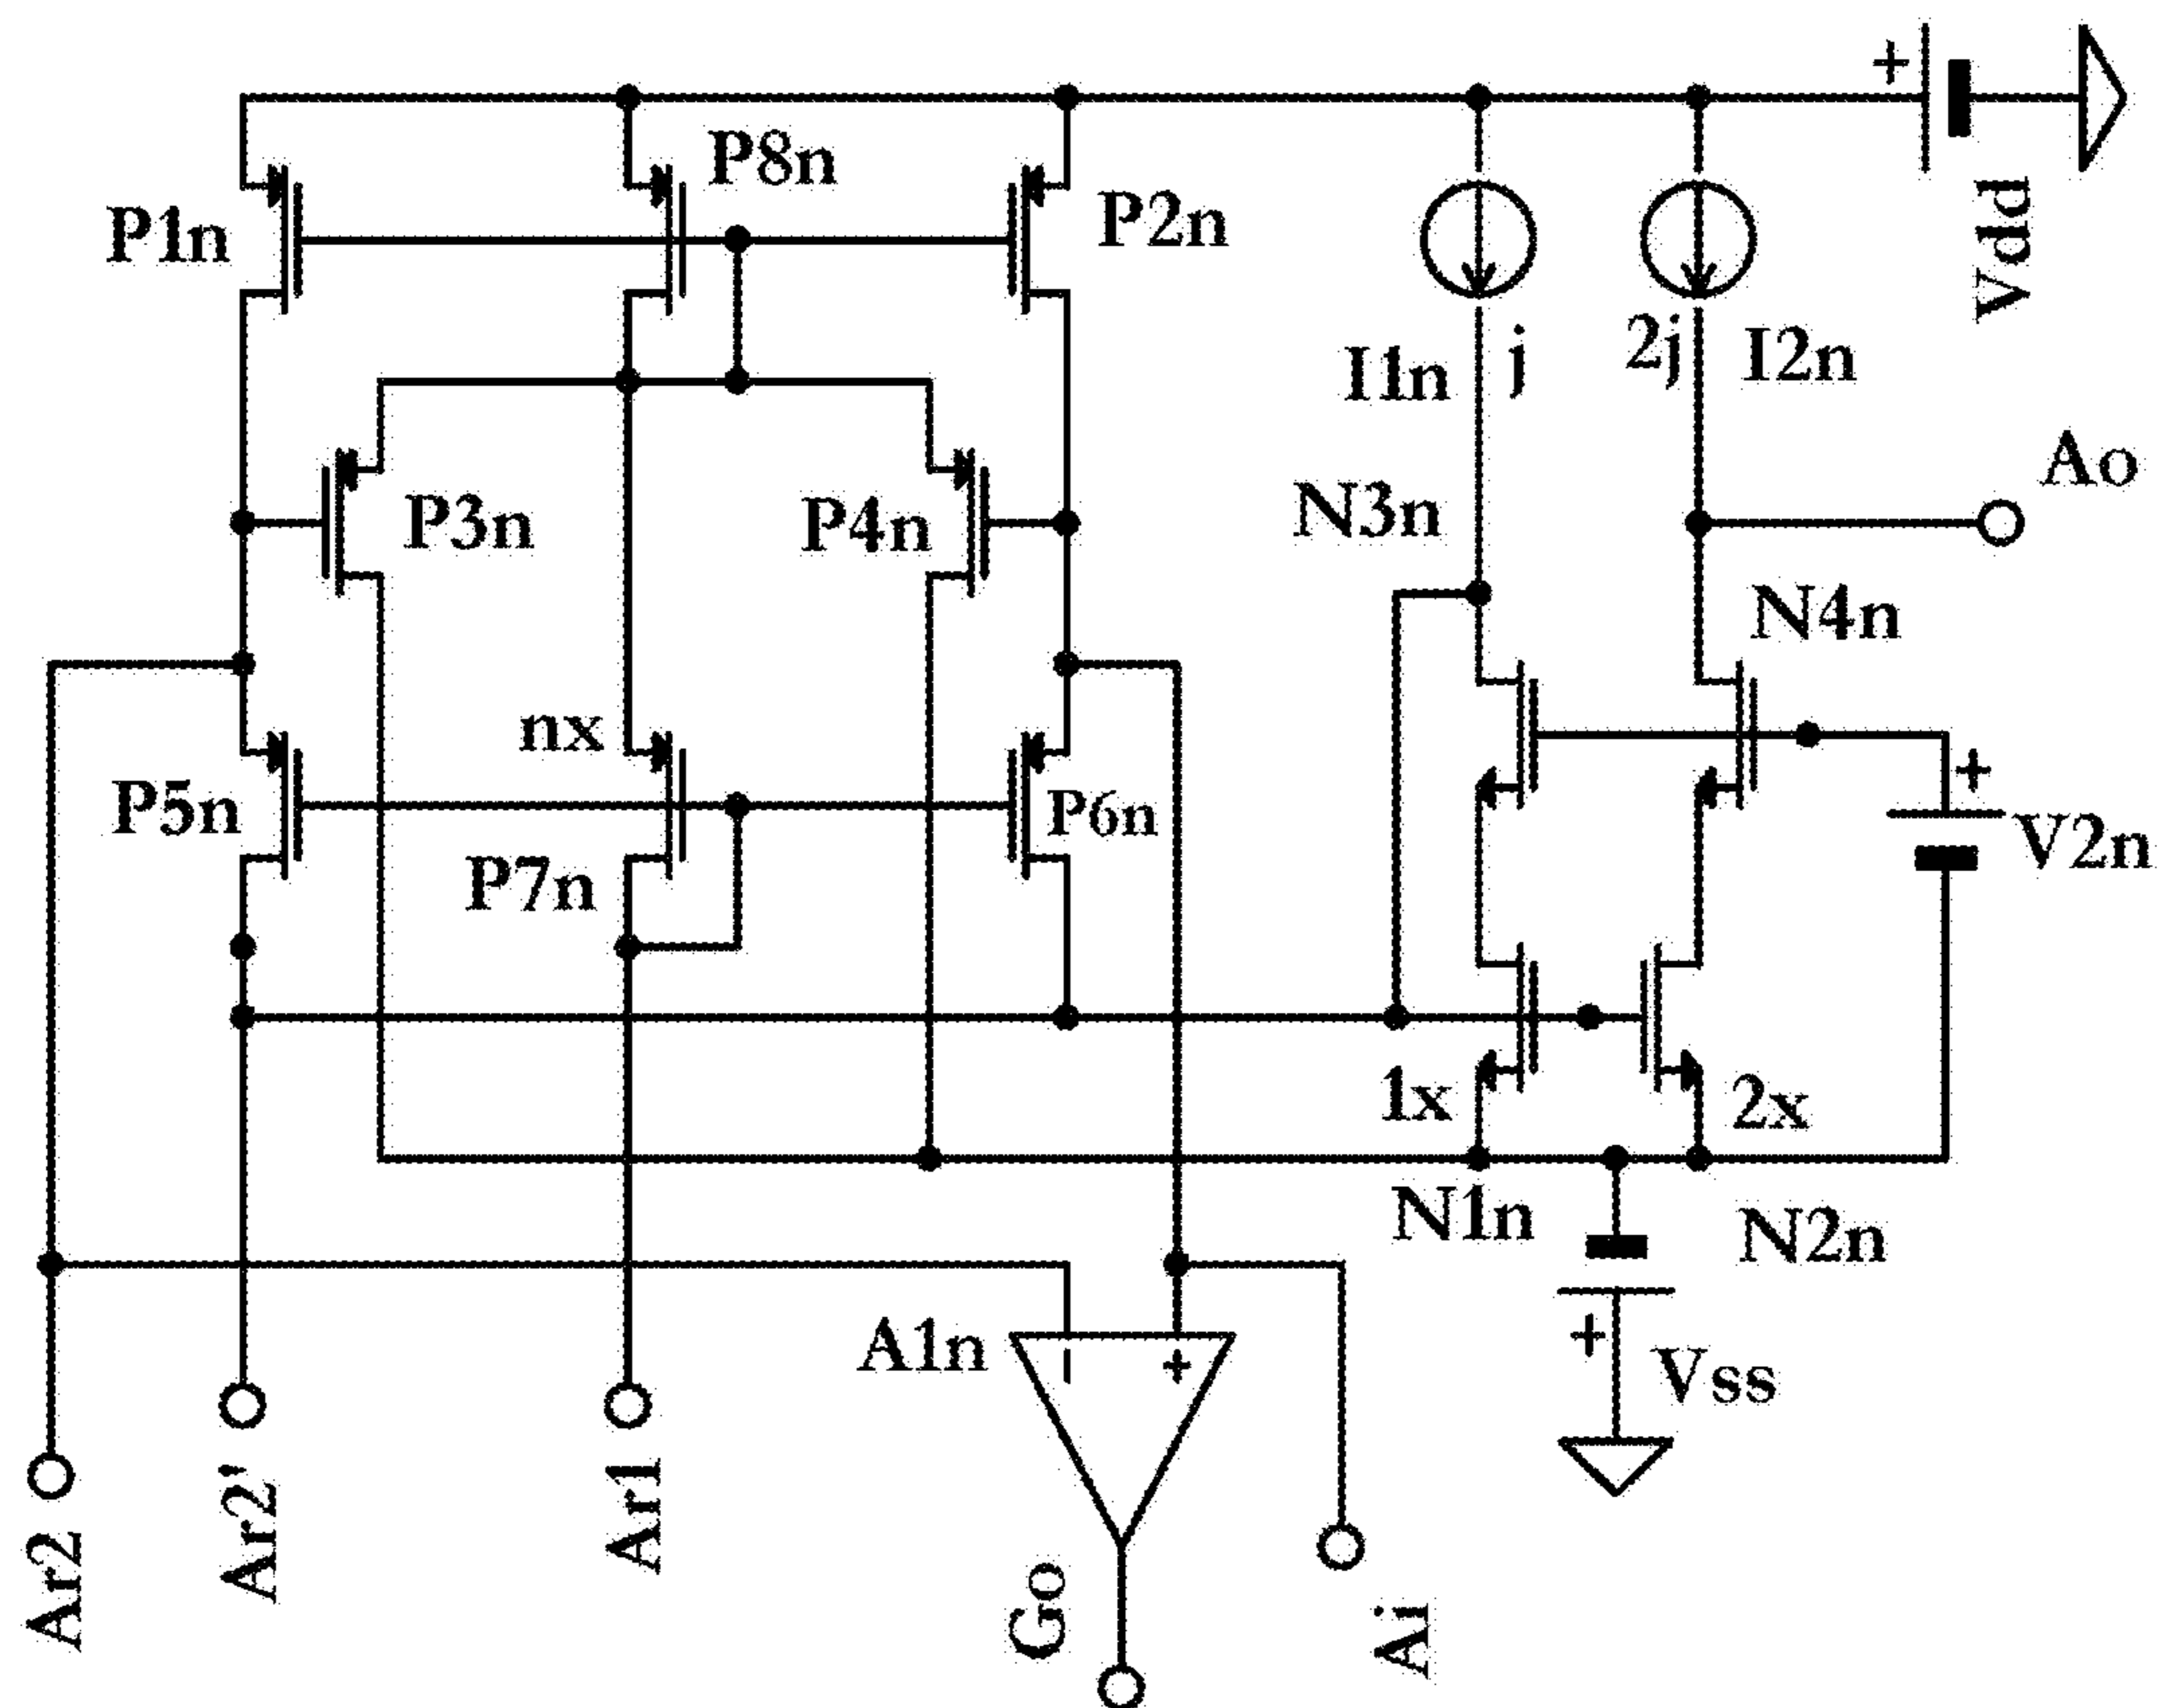 +
P8n
P1n
P2n
Vdd
I1n
j
2j
I2n
Ao
P3n
P4n
N3n
N4n
nx
P5n
P7n
P6n
+
V2n
1x
2x
N1n
N2n
A1n
-
+
+
Vss
Ar2
Ar2'
Ar1
Go
Ai